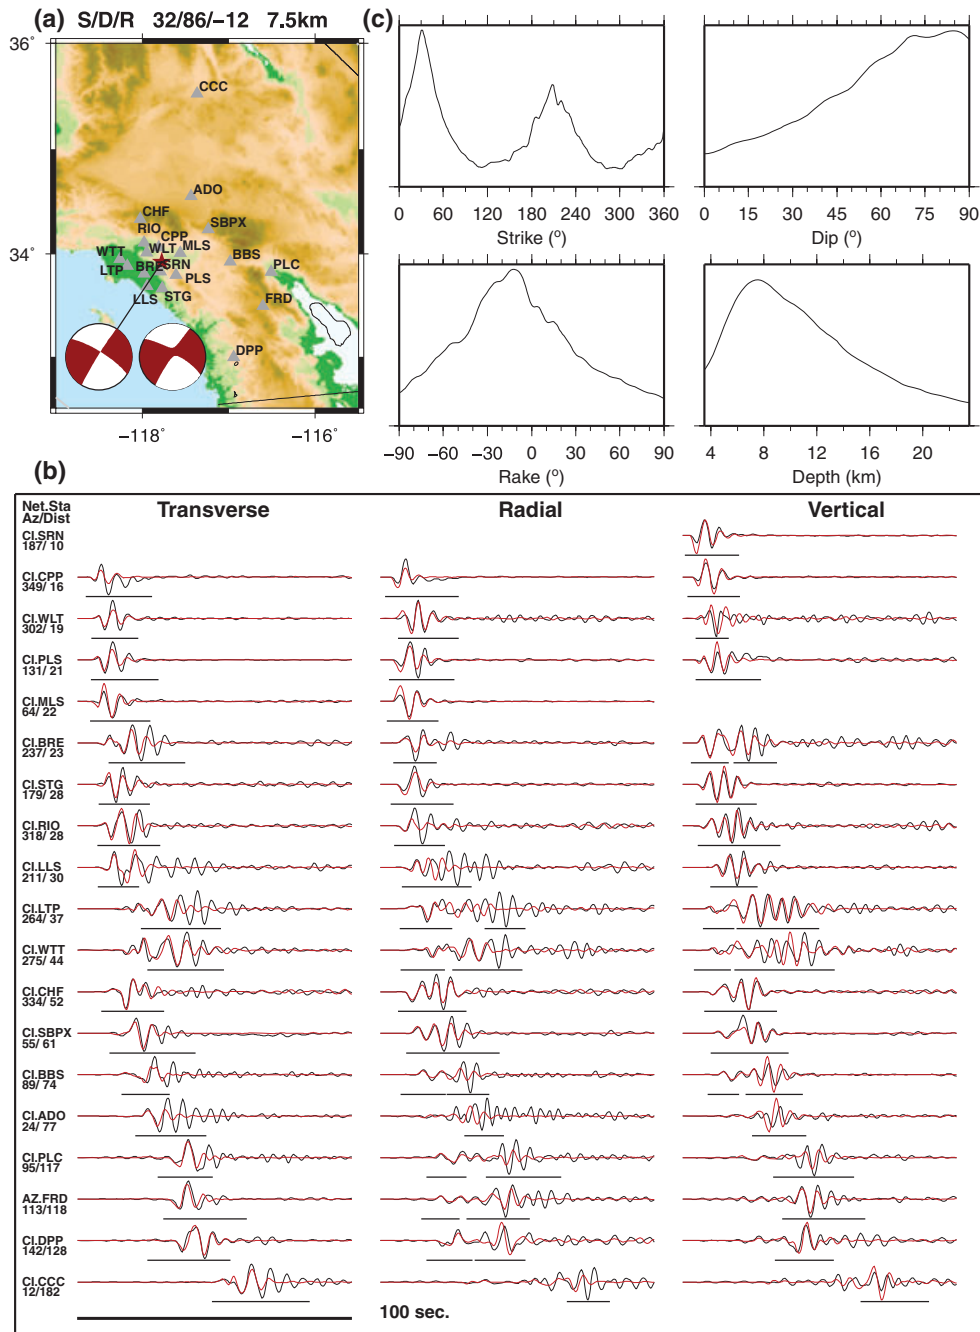 (a) S/D/R 32/86/−12 7.5km
36°
34°
−118°
−116°
CCC
ADO
CHF
SBPX
RIO
CPP
WLT
MLS
WTT
BBS
LTP
BRE
SRN
PLC
PLS
LLS
STG
FRD
DPP
(c)
0 60 120 180 240 300 360
Strike (°)
0 15 30 45 60 75 90
Dip (°)
−90 −60 −30 0 30 60 90
Rake (°)
4 8 12 16 20
Depth (km)
(b)
Net.Sta
Az/Dist
Transverse Radial Vertical
CI.SRN
187/ 10
CI.CPP
349/ 16
CI.WLT
302/ 19
CI.PLS
131/ 21
CI.MLS
64/ 22
CI.BRE
237/ 23
CI.STG
179/ 28
CI.RIO
318/ 28
CI.LLS
211/ 30
CI.LTP
264/ 37
CI.WTT
275/ 44
CI.CHF
334/ 52
CI.SBPX
55/ 61
CI.BBS
89/ 74
CI.ADO
24/ 77
CI.PLC
95/117
AZ.FRD
113/118
CI.DPP
142/128
CI.CCC
12/182
100 sec.